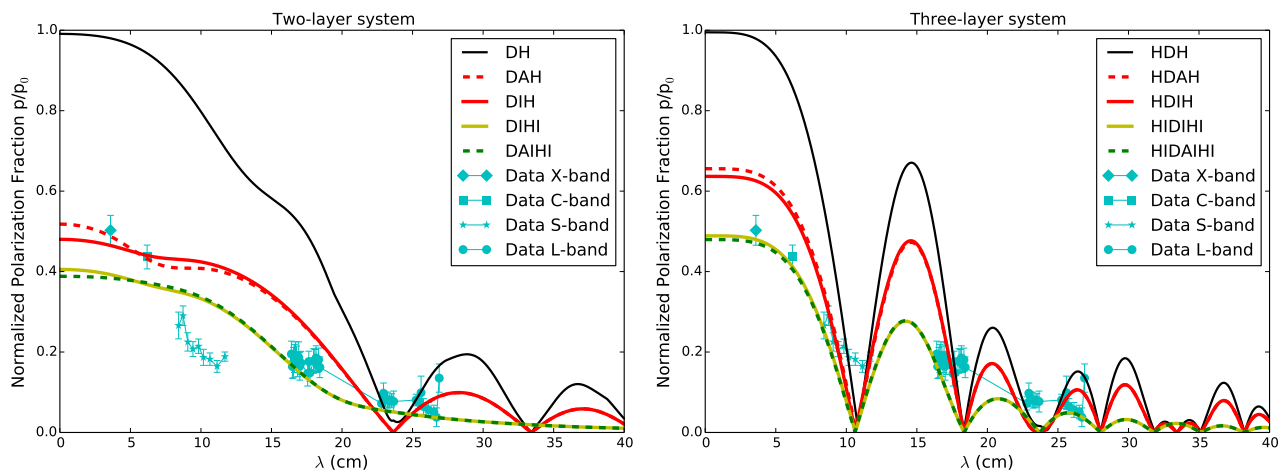 Two-layer system
Normalized Polarization Fraction p/p₀
1.0
0.8
0.6
0.4
0.2
0.0
DH
DAH
DIH
DIHI
DAIHI
Data X-band
Data C-band
Data S-band
Data L-band
0 5 10 15 20 25 30 35 40
λ (cm)
Three-layer system
Normalized Polarization Fraction p/p₀
1.0
0.8
0.6
0.4
0.2
0.0
HDH
HDAH
HDIH
HIDIHI
HIDAIHI
Data X-band
Data C-band
Data S-band
Data L-band
0 5 10 15 20 25 30 35 40
λ (cm)